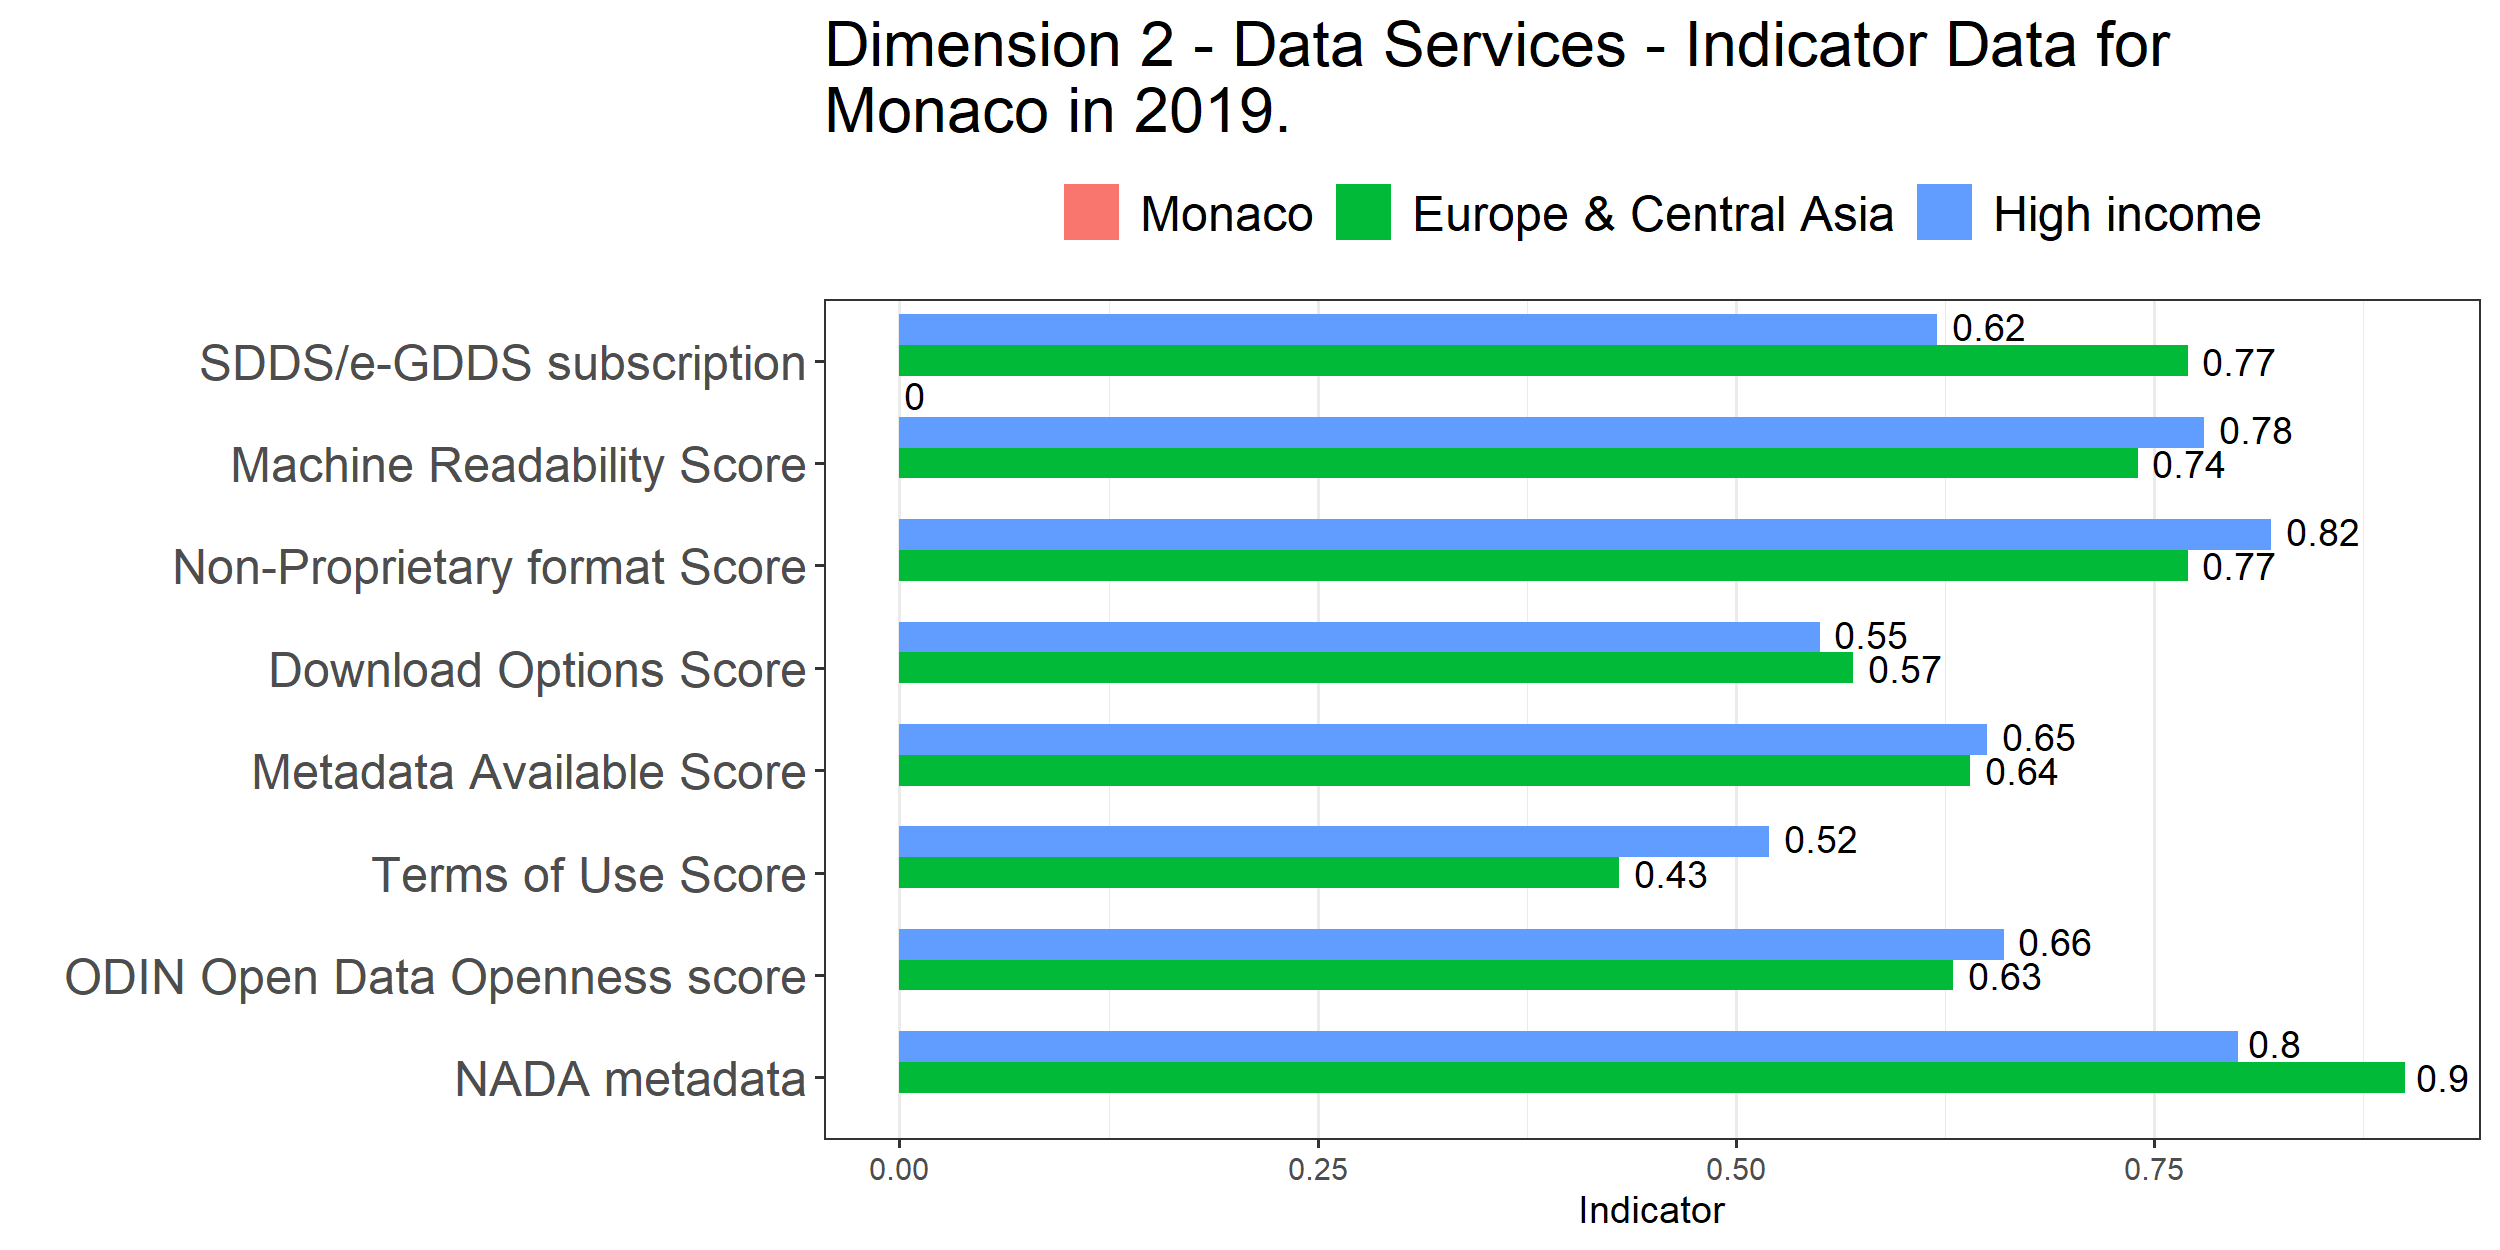 Dimension 2 - Data Services - Indicator Data for
Monaco in 2019.
Monaco
Europe & Central Asia
High income
SDDS/e-GDDS subscription
0.62
0.77
0
Machine Readability Score
0.78
0.74
Non-Proprietary format Score
0.82
0.77
Download Options Score
0.55
0.57
Metadata Available Score
0.65
0.64
Terms of Use Score
0.52
0.43
ODIN Open Data Openness score
0.66
0.63
NADA metadata
0.8
0.9
0.00
0.25
0.50
0.75
Indicator